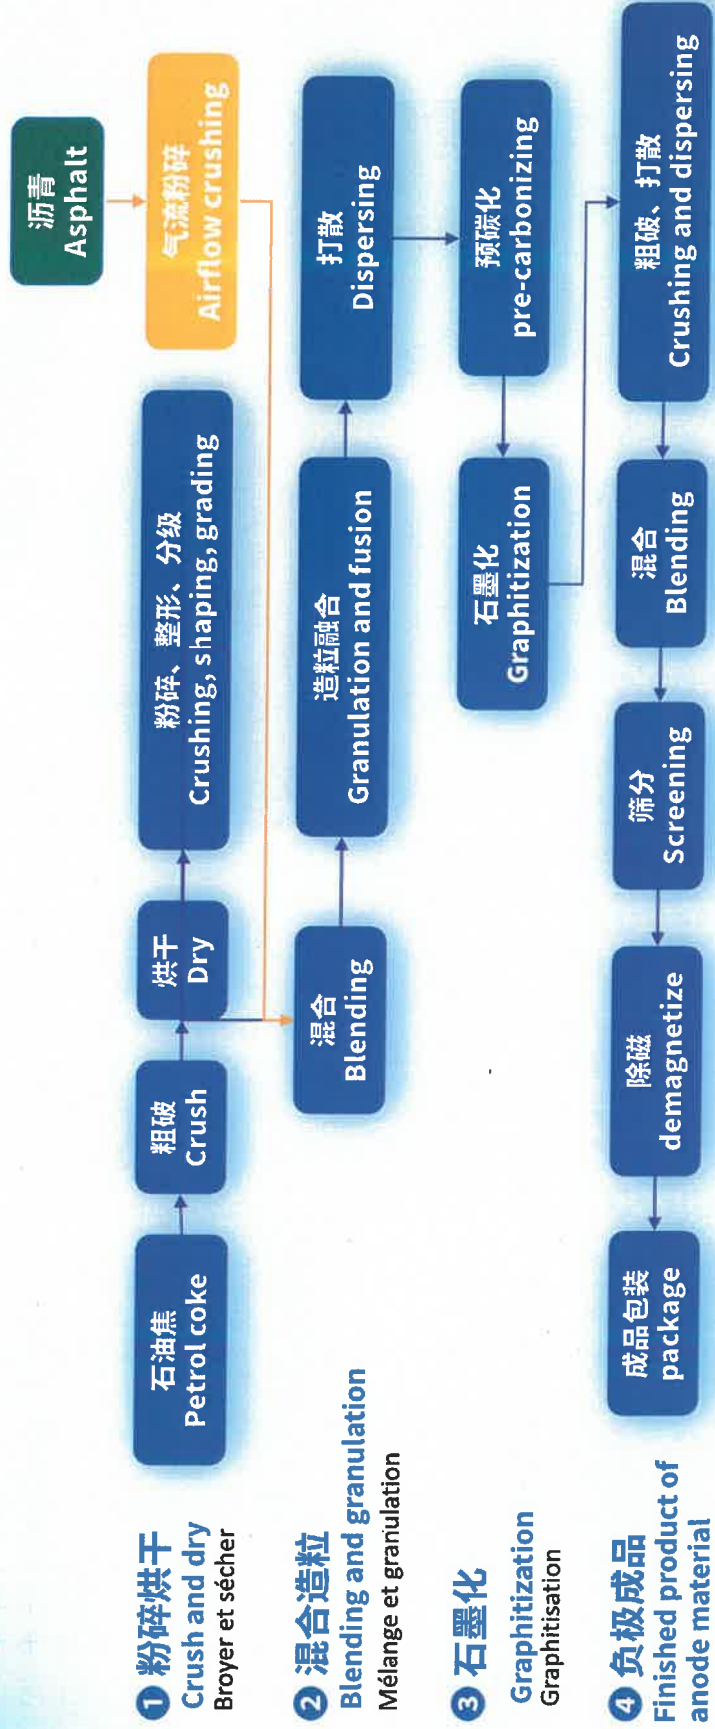 1 粉碎烘干
Crush and dry
Broyer et sécher
石油焦
Petrol coke
粗破
Crush
烘干
Dry
粉碎、整形、分级
Crushing, shaping, grading
沥青
Asphalt
气流粉碎
Airflow crushing
2 混合造粒
Blending and granulation
Mélange et granulation
混合
Blending
造粒融合
Granulation and fusion
打散
Dispersing
3 石墨化
Graphitization
Graphitisation
石墨化
Graphitization
预碳化
pre-carbonizing
4 负极成品
Finished product of
anode material
成品包装
package
除磁
demagnetize
筛分
Screening
混合
Blending
粗破、打散
Crushing and dispersing